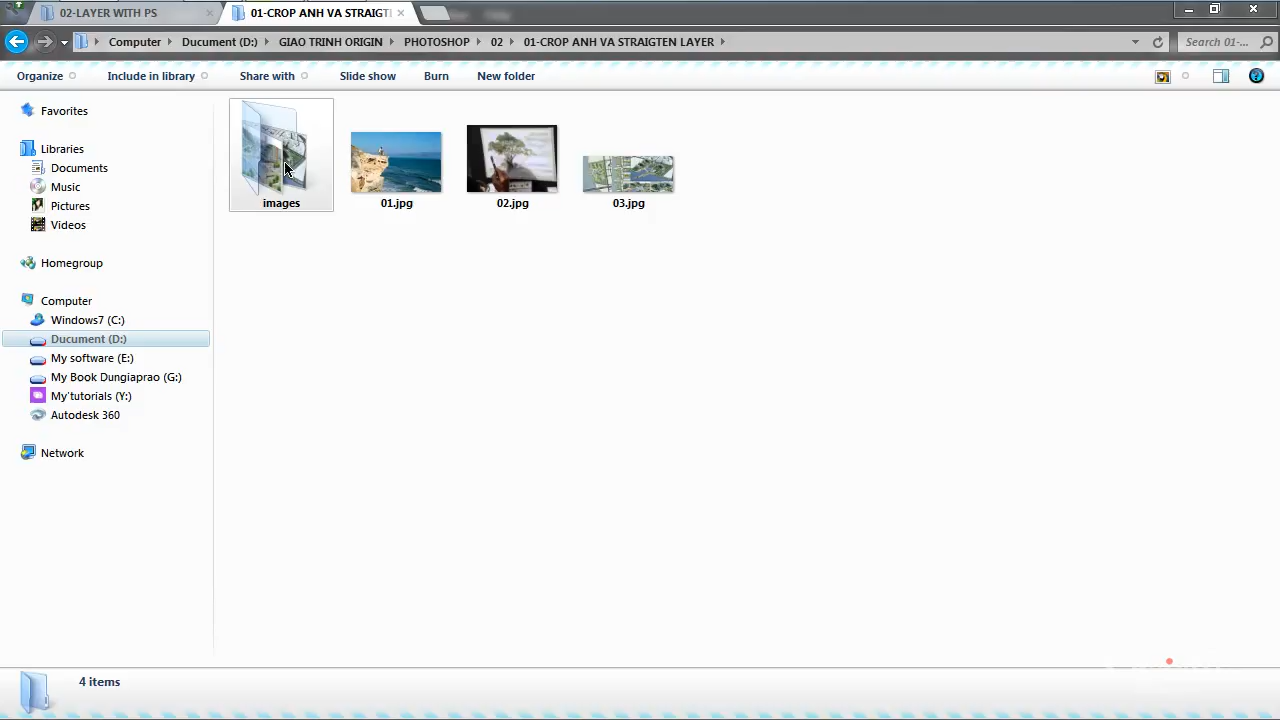 02-LAYER WITH PS
01-CROP ANH VA STRAIGT
Computer
Ducument (D:)
GIAO TRINH ORIGIN
PHOTOSHOP
02
01-CROP ANH VA STRAIGTEN LAYER
Search 01-...
Organize
Include in library
Share with
Slide show
Burn
New folder
Favorites
Libraries
Documents
Music
Pictures
Videos
Homegroup
Computer
Windows7 (C:)
Ducument (D:)
My software (E:)
My Book Dungiaprao (G:)
My'tutorials (Y:)
Autodesk 360
Network
images
01.jpg
02.jpg
03.jpg
4 items